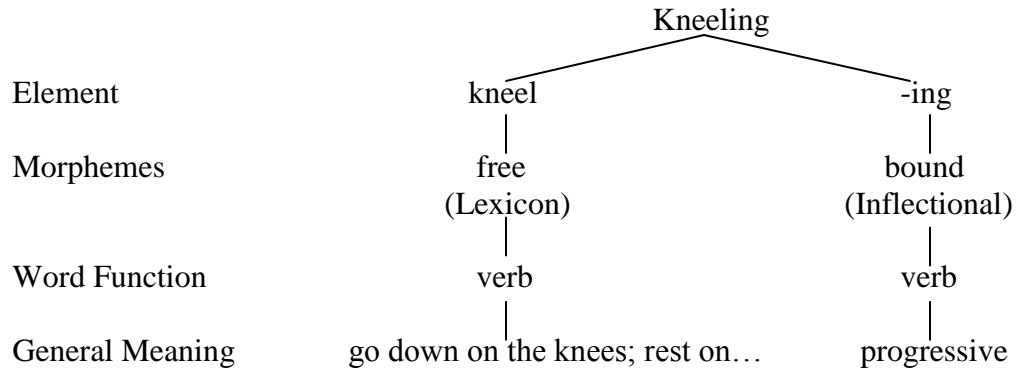 Kneeling
Element kneel -ing
Morphemes free bound
(Lexicon) (Inflectional)
Word Function verb verb
General Meaning go down on the knees; rest on… progressive